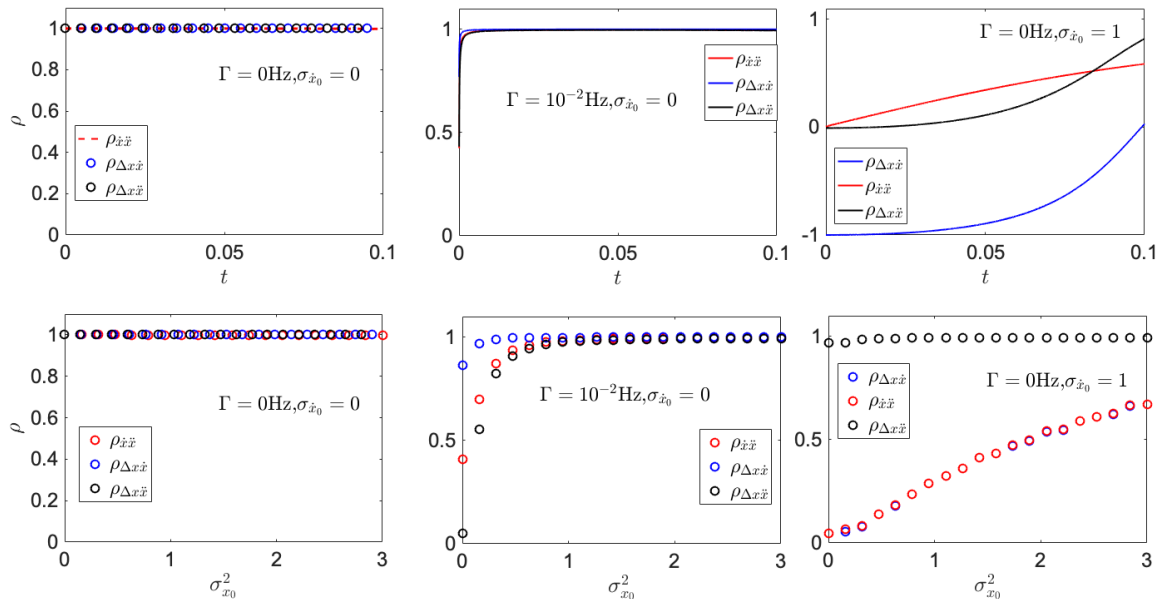 1
0.8
0.6
0.4
0.2
0
ρ
Γ = 0Hz,σ_{ẋ₀} = 0
ρ_{ẋẍ}
ρ_{Δxẋ}
ρ_{Δxẍ}
0
0.05
0.1
t
1
0.5
0
Γ = 10⁻²Hz,σ_{ẋ₀} = 0
ρ_{ẋẍ}
ρ_{Δxẋ}
ρ_{Δxẍ}
0
0.05
0.1
t
1
0
-1
Γ = 0Hz,σ_{ẋ₀} = 1
ρ_{Δxẋ}
ρ_{ẋẍ}
ρ_{Δxẍ}
0
0.05
0.1
t
1
0.8
0.6
0.4
0.2
0
ρ
Γ = 0Hz,σ_{ẋ₀} = 0
ρ_{ẋẍ}
ρ_{Δxẋ}
ρ_{Δxẍ}
0
1
2
3
σ²_{x₀}
1
0.5
0
Γ = 10⁻²Hz,σ_{ẋ₀} = 0
ρ_{ẋẍ}
ρ_{Δxẋ}
ρ_{Δxẍ}
0
1
2
3
σ²_{x₀}
1
0.5
0
Γ = 0Hz,σ_{ẋ₀} = 1
ρ_{Δxẋ}
ρ_{ẋẍ}
ρ_{Δxẍ}
0
1
2
3
σ²_{x₀}